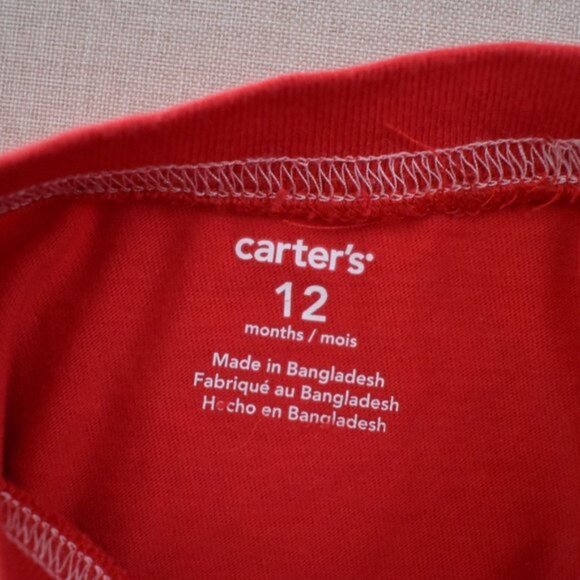 carter's
12
months / mois
Made in Bangladesh
Fabriqué au Bangladesh
Hecho en Bangladesh